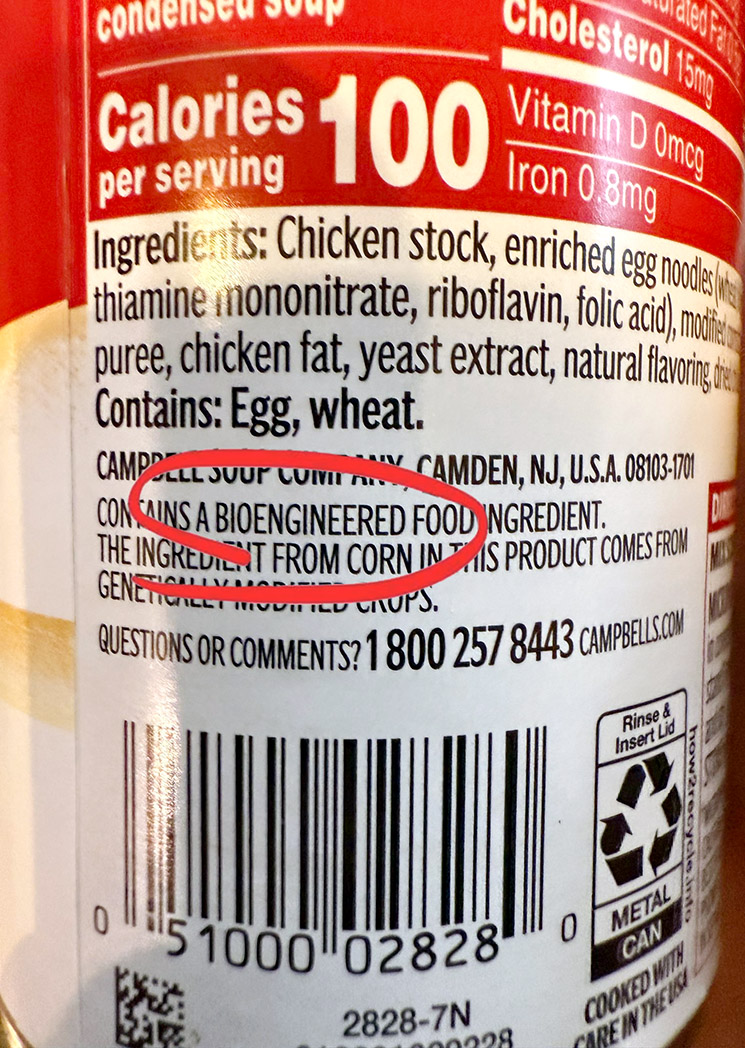 condensed soup
Cholesterol 15mg
Calories
per serving
100
Vitamin D 0mcg
Iron 0.8mg
Ingredients: Chicken stock, enriched egg noodles
thiamine mononitrate, riboflavin, folic acid), modified
puree, chicken fat, yeast extract, natural flavoring,
Contains: Egg, wheat.
CAMPBELL SOUP COMPANY, CAMDEN, NJ, U.S.A. 08103-1701
CONTAINS A BIOENGINEERED FOOD INGREDIENT.
THE INGREDIENT FROM CORN IN THIS PRODUCT COMES FROM
GENETICALLY MODIFIED CROPS.
QUESTIONS OR COMMENTS? 1 800 257 8443 CAMPBELLS.COM
Rinse &
Insert Lid
how2recycle.info
METAL
CAN
0 51000 02828 0
COOKED WITH
CARE IN THE USA
2828-7N